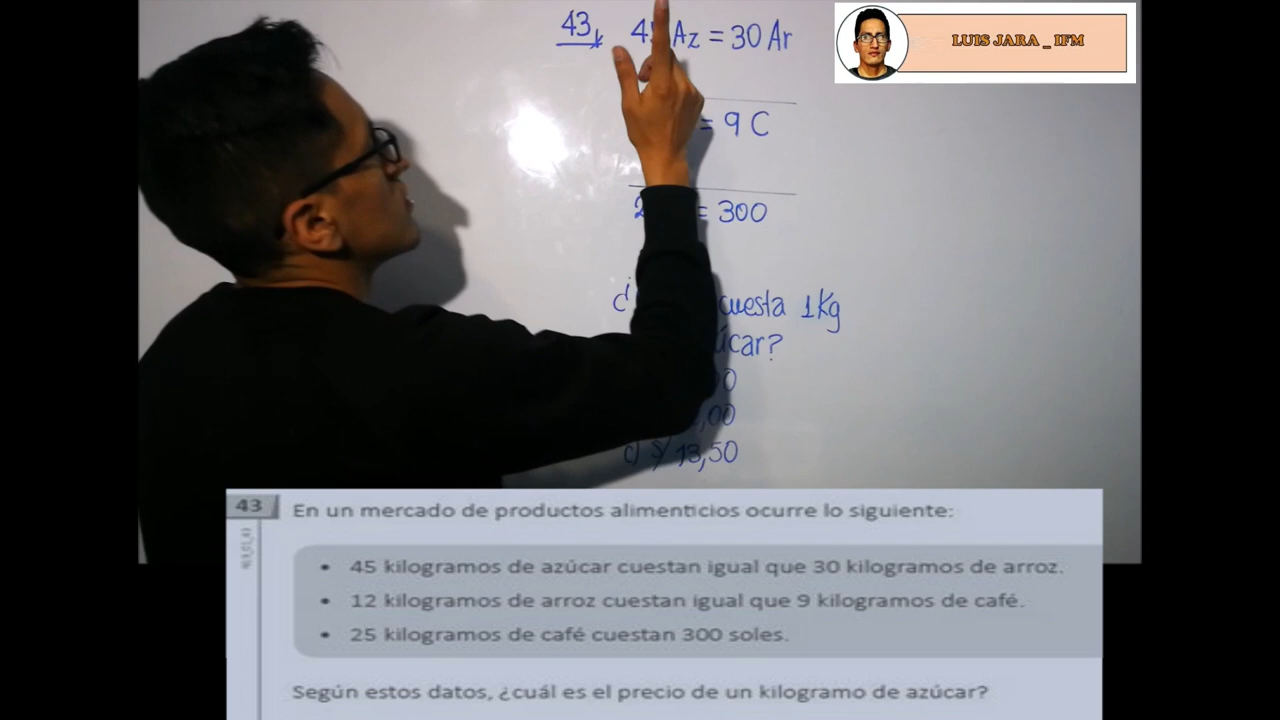 LUIS JARA _ IFM
43 Az = 30 Ar
= 9 C
= 300
cuesta 1Kg
úcar?
,00
c) S/ 13,50
43 En un mercado de productos alimenticios ocurre lo siguiente:
• 45 kilogramos de azúcar cuestan igual que 30 kilogramos de arroz.
• 12 kilogramos de arroz cuestan igual que 9 kilogramos de café.
• 25 kilogramos de café cuestan 300 soles.
Según estos datos, ¿cuál es el precio de un kilogramo de azúcar?